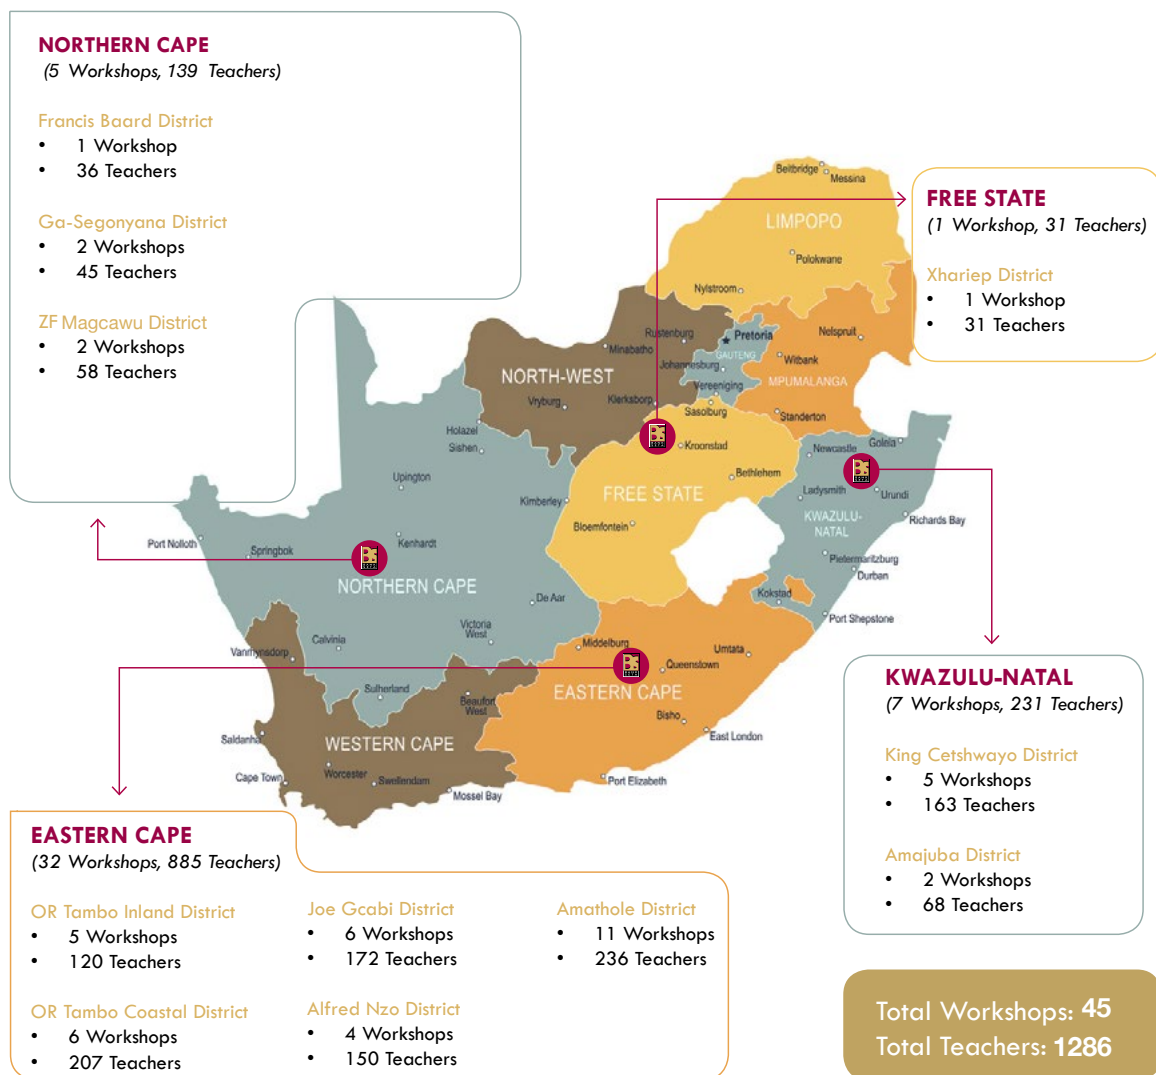 NORTHERN CAPE
(5 Workshops, 139 Teachers)
Francis Baard District
• 1 Workshop
• 36 Teachers
Ga-Segonyana District
• 2 Workshops
• 45 Teachers
ZF Magcawu District
• 2 Workshops
• 58 Teachers
FREE STATE
(1 Workshop, 31 Teachers)
Xhariep District
• 1 Workshop
• 31 Teachers
Beitbridge
Messina
LIMPOPO
Polokwane
Nylstroom
Rustenburg
Minabatho
Pretoria
GAUTENG
Johannesburg
Vereeniging
Nelspruit
Witbank
MPUMALANGA
Standerton
NORTH-WEST
Vryburg
Klerksborp
Sasolburg
Holazel
Sishen
Kroonstad
Bethlehem
Newcastle
Goleia
Upington
Kimberley
FREE STATE
Ladysmith
Urundi
Bloemfontein
KWAZULU-
NATAL
Richards Bay
Port Nolloth
Springbok
Kenhardt
Pietermaritzburg
Durban
NORTHERN CAPE
De Aar
Kokstad
Port Shepstone
Calvinia
Victoria
West
Middelburg
Umtata
Vanrhynsdorp
Queenstown
Sutherland
Beaufort
West
EASTERN CAPE
Bisho
East London
Saldanha
WESTERN CAPE
Worcester
Cape Town
Swellendam
Mossel Bay
Port Elizabeth
KWAZULU-NATAL
(7 Workshops, 231 Teachers)
King Cetshwayo District
• 5 Workshops
• 163 Teachers
Amajuba District
• 2 Workshops
• 68 Teachers
EASTERN CAPE
(32 Workshops, 885 Teachers)
OR Tambo Inland District
• 5 Workshops
• 120 Teachers
OR Tambo Coastal District
• 6 Workshops
• 207 Teachers
Joe Gcabi District
• 6 Workshops
• 172 Teachers
Alfred Nzo District
• 4 Workshops
• 150 Teachers
Amathole District
• 11 Workshops
• 236 Teachers
Total Workshops: 45
Total Teachers: 1286